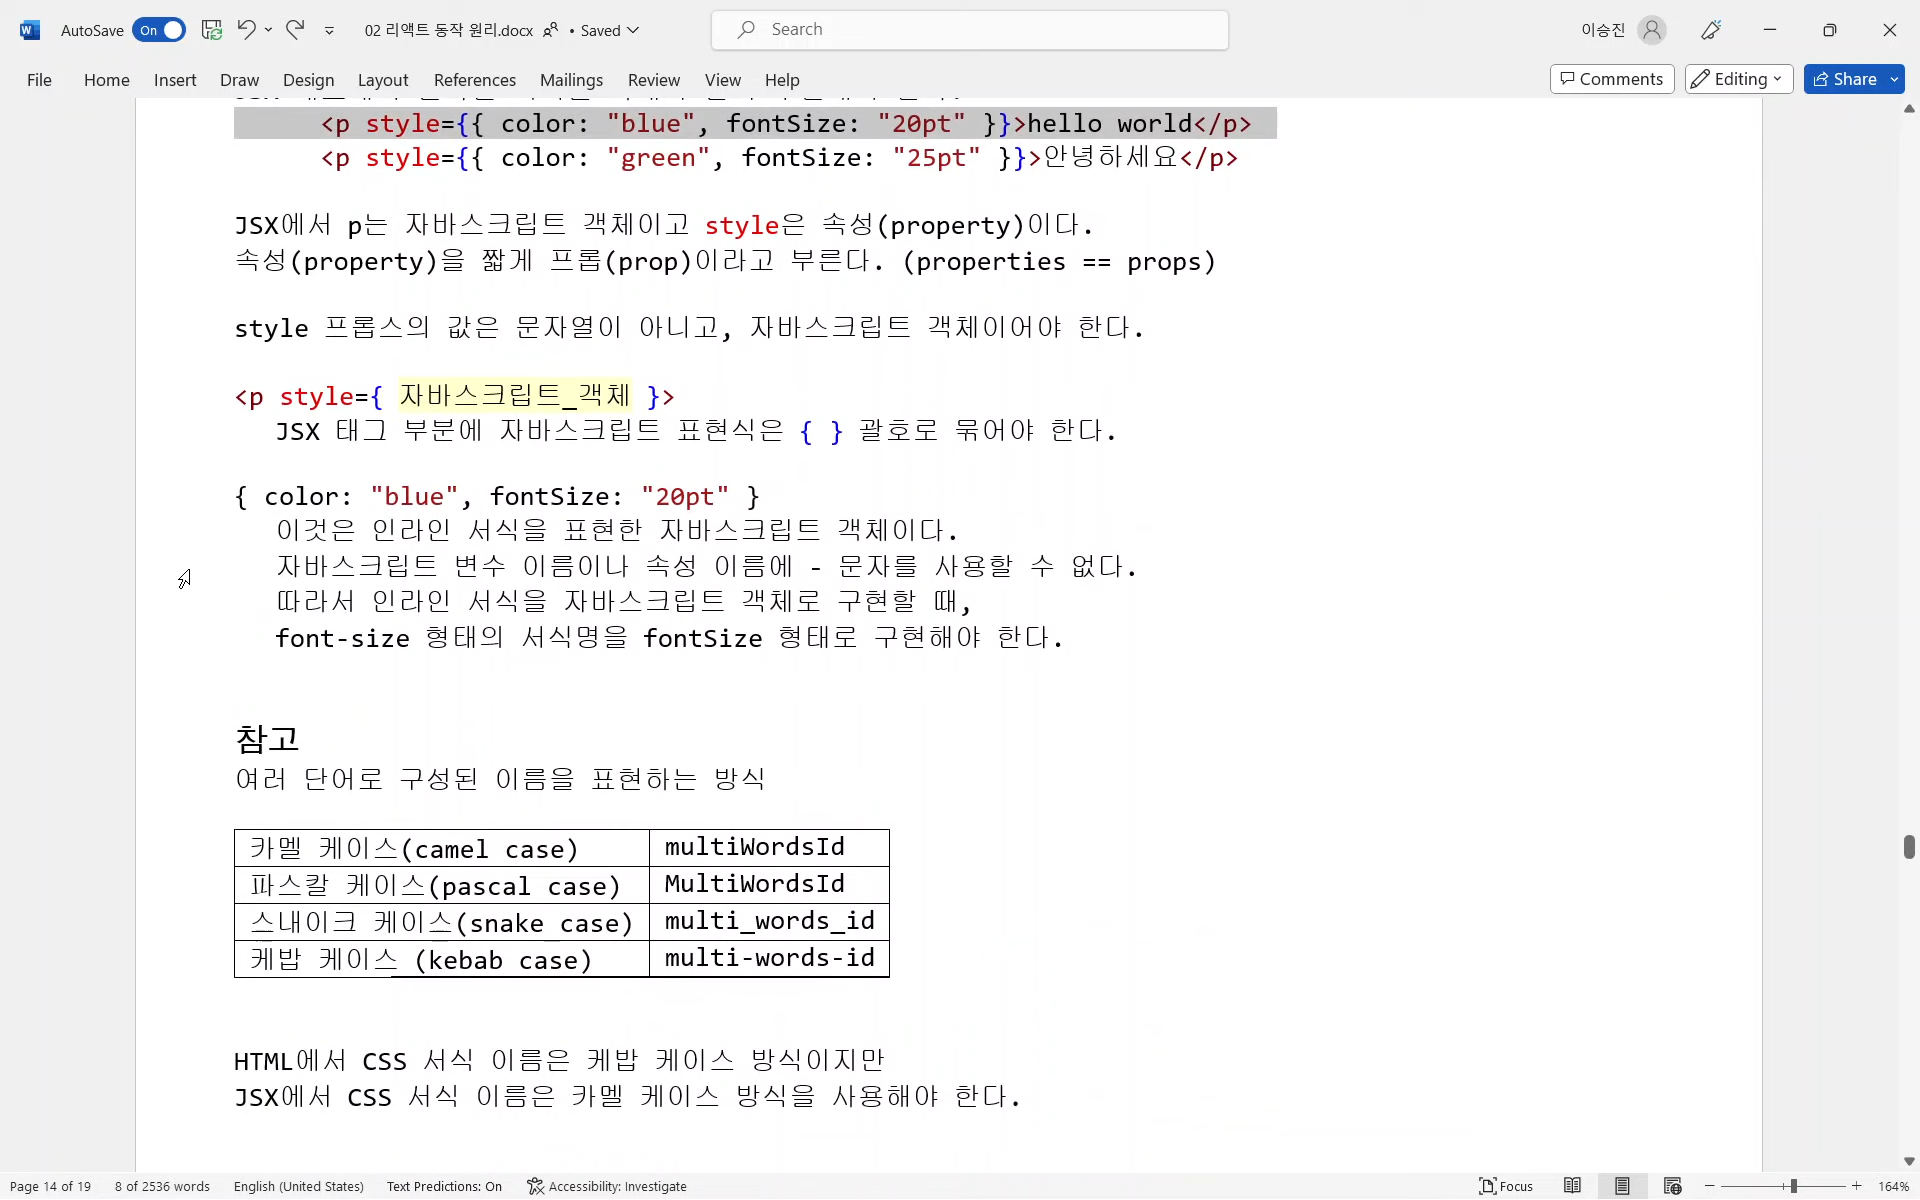 AutoSave On 02 리액트 동작 원리.docx • Saved Search 이승진
File Home Insert Draw Design Layout References Mailings Review View Help Comments Editing Share
<p style={{ color: "blue", fontSize: "20pt" }}>hello world</p>
<p style={{ color: "green", fontSize: "25pt" }}>안녕하세요</p>
JSX에서 p는 자바스크립트 객체이고 style은 속성(property)이다.
속성(property)을 짧게 프롭(prop)이라고 부른다. (properties == props)
style 프롭스의 값은 문자열이 아니고, 자바스크립트 객체이어야 한다.
<p style={ 자바스크립트_객체 }>
JSX 태그 부분에 자바스크립트 표현식은 { } 괄호로 묶어야 한다.
{ color: "blue", fontSize: "20pt" }
이것은 인라인 서식을 표현한 자바스크립트 객체이다.
자바스크립트 변수 이름이나 속성 이름에 - 문자를 사용할 수 없다.
따라서 인라인 서식을 자바스크립트 객체로 구현할 때,
font-size 형태의 서식명을 fontSize 형태로 구현해야 한다.
참고
여러 단어로 구성된 이름을 표현하는 방식
카멜 케이스(camel case) multiWordsId
파스칼 케이스(pascal case) MultiWordsId
스내이크 케이스(snake case) multi_words_id
케밥 케이스 (kebab case) multi-words-id
HTML에서 CSS 서식 이름은 케밥 케이스 방식이지만
JSX에서 CSS 서식 이름은 카멜 케이스 방식을 사용해야 한다.
Page 14 of 19 8 of 2536 words English (United States) Text Predictions: On Accessibility: Investigate Focus 164%